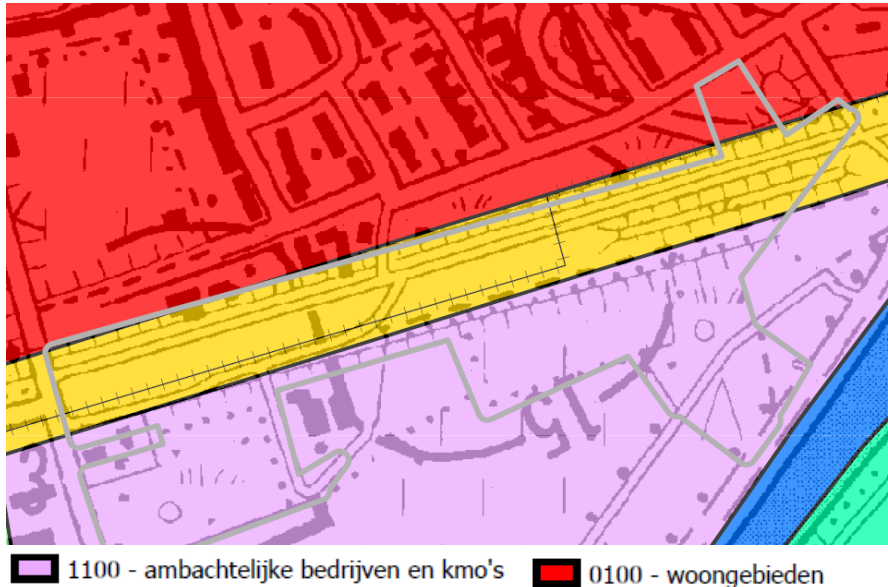 1100 - ambachtelijke bedrijven en kmo's
0100 - woongebieden